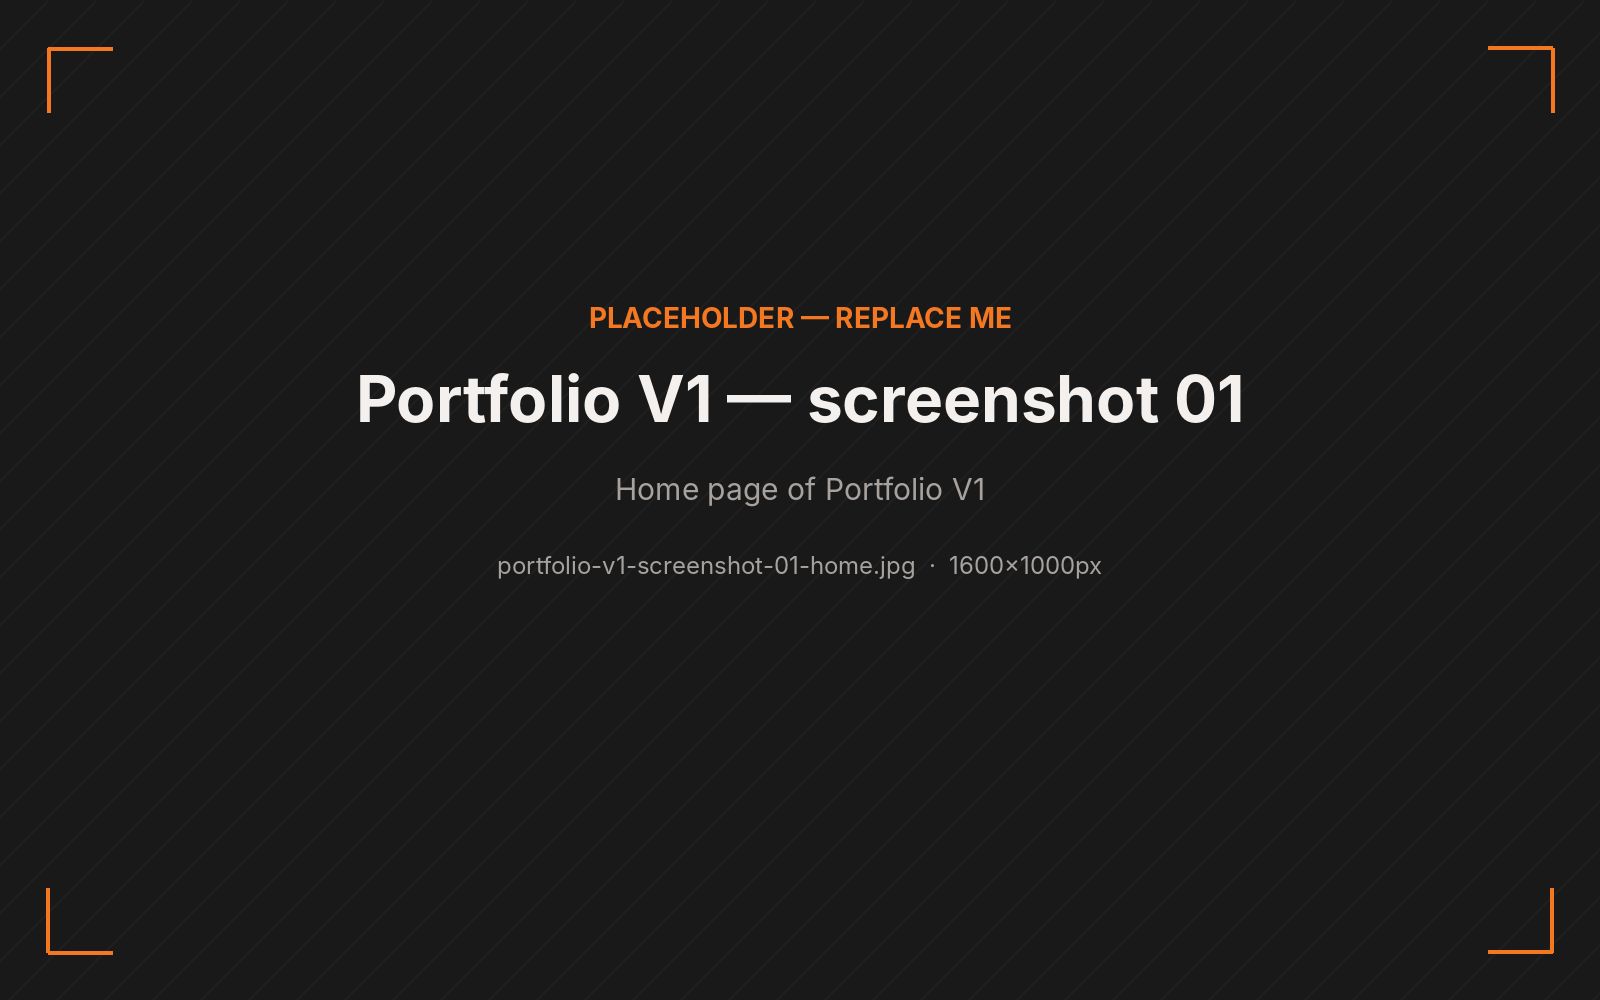 PLACEHOLDER — REPLACE ME
Portfolio V1 — screenshot 01
Home page of Portfolio V1
portfolio-v1-screenshot-01-home.jpg · 1600×1000px